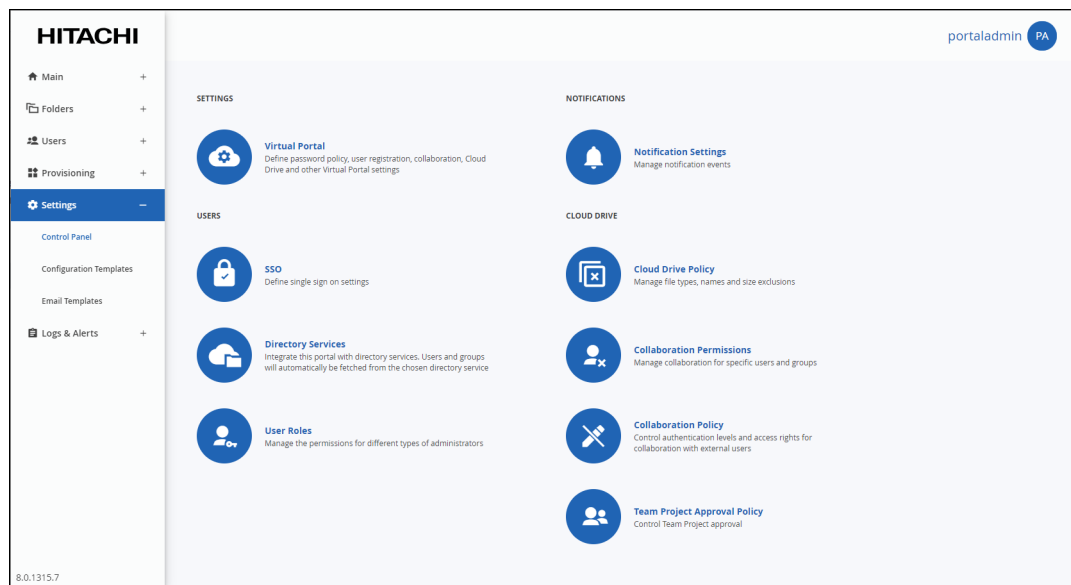 HITACHI
portaladmin PA
Main +
Folders +
Users +
Provisioning +
Settings −
Control Panel
Configuration Templates
Email Templates
Logs & Alerts +
8.0.1315.7
SETTINGS
Virtual Portal
Define password policy, user registration, collaboration, Cloud
Drive and other Virtual Portal settings
USERS
SSO
Define single sign on settings
Directory Services
Integrate this portal with directory services. Users and groups
will automatically be fetched from the chosen directory service
User Roles
Manage the permissions for different types of administrators
NOTIFICATIONS
Notification Settings
Manage notification events
CLOUD DRIVE
Cloud Drive Policy
Manage file types, names and size exclusions
Collaboration Permissions
Manage collaboration for specific users and groups
Collaboration Policy
Control authentication levels and access rights for
collaboration with external users
Team Project Approval Policy
Control Team Project approval